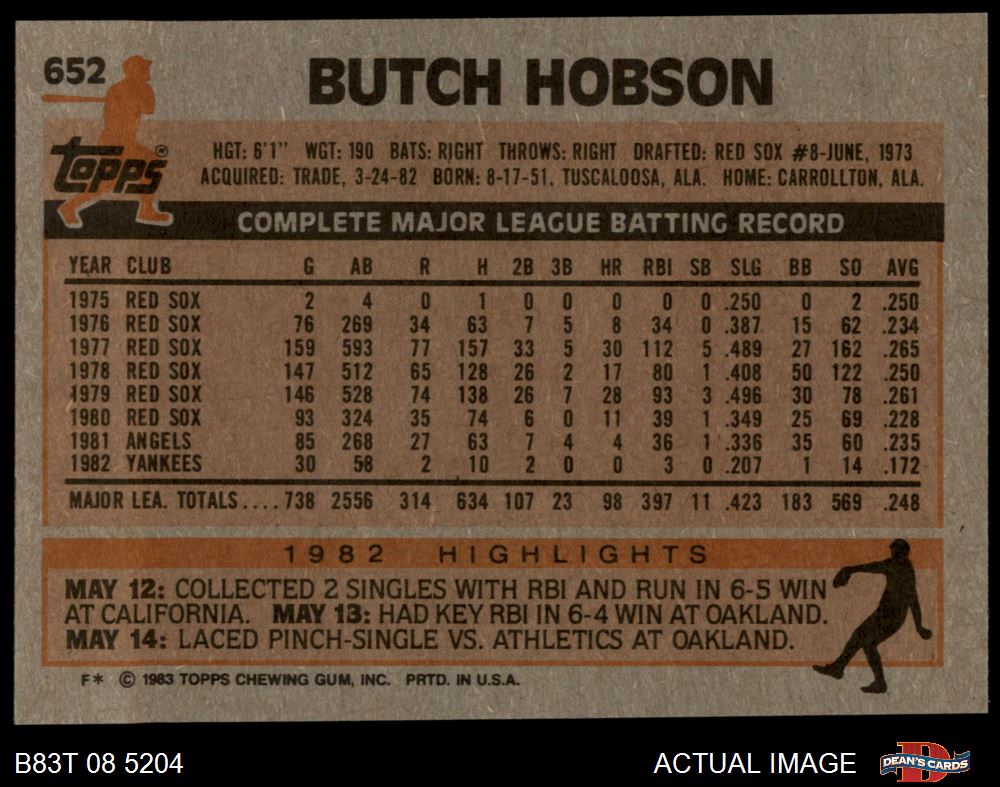 652
BUTCH HOBSON
topps®
HGT: 6'1" WGT: 190 BATS: RIGHT THROWS: RIGHT DRAFTED: RED SOX #8-JUNE, 1973
ACQUIRED: TRADE, 3-24-82 BORN: 8-17-51, TUSCALOOSA, ALA. HOME: CARROLLTON, ALA.
COMPLETE MAJOR LEAGUE BATTING RECORD
YEAR CLUB G AB R H 2B 3B HR RBI SB SLG BB SO AVG
1975 RED SOX 2 4 0 1 0 0 0 0 0 .250 0 2 .250
1976 RED SOX 76 269 34 63 7 5 8 34 0 .387 15 62 .234
1977 RED SOX 159 593 77 157 33 5 30 112 5 .489 27 162 .265
1978 RED SOX 147 512 65 128 26 2 17 80 1 .408 50 122 .250
1979 RED SOX 146 528 74 138 26 7 28 93 3 .496 30 78 .261
1980 RED SOX 93 324 35 74 6 0 11 39 1 .349 25 69 .228
1981 ANGELS 85 268 27 63 7 4 4 36 1 .336 35 60 .235
1982 YANKEES 30 58 2 10 2 0 0 3 0 .207 1 14 .172
MAJOR LEA. TOTALS.... 738 2556 314 634 107 23 98 397 11 .423 183 569 .248
1982 HIGHLIGHTS
MAY 12: COLLECTED 2 SINGLES WITH RBI AND RUN IN 6-5 WIN
AT CALIFORNIA. MAY 13: HAD KEY RBI IN 6-4 WIN AT OAKLAND.
MAY 14: LACED PINCH-SINGLE VS. ATHLETICS AT OAKLAND.
F* © 1983 TOPPS CHEWING GUM, INC. PRTD. IN U.S.A.
B83T 08 5204 ACTUAL IMAGE D DEAN'S CARDS